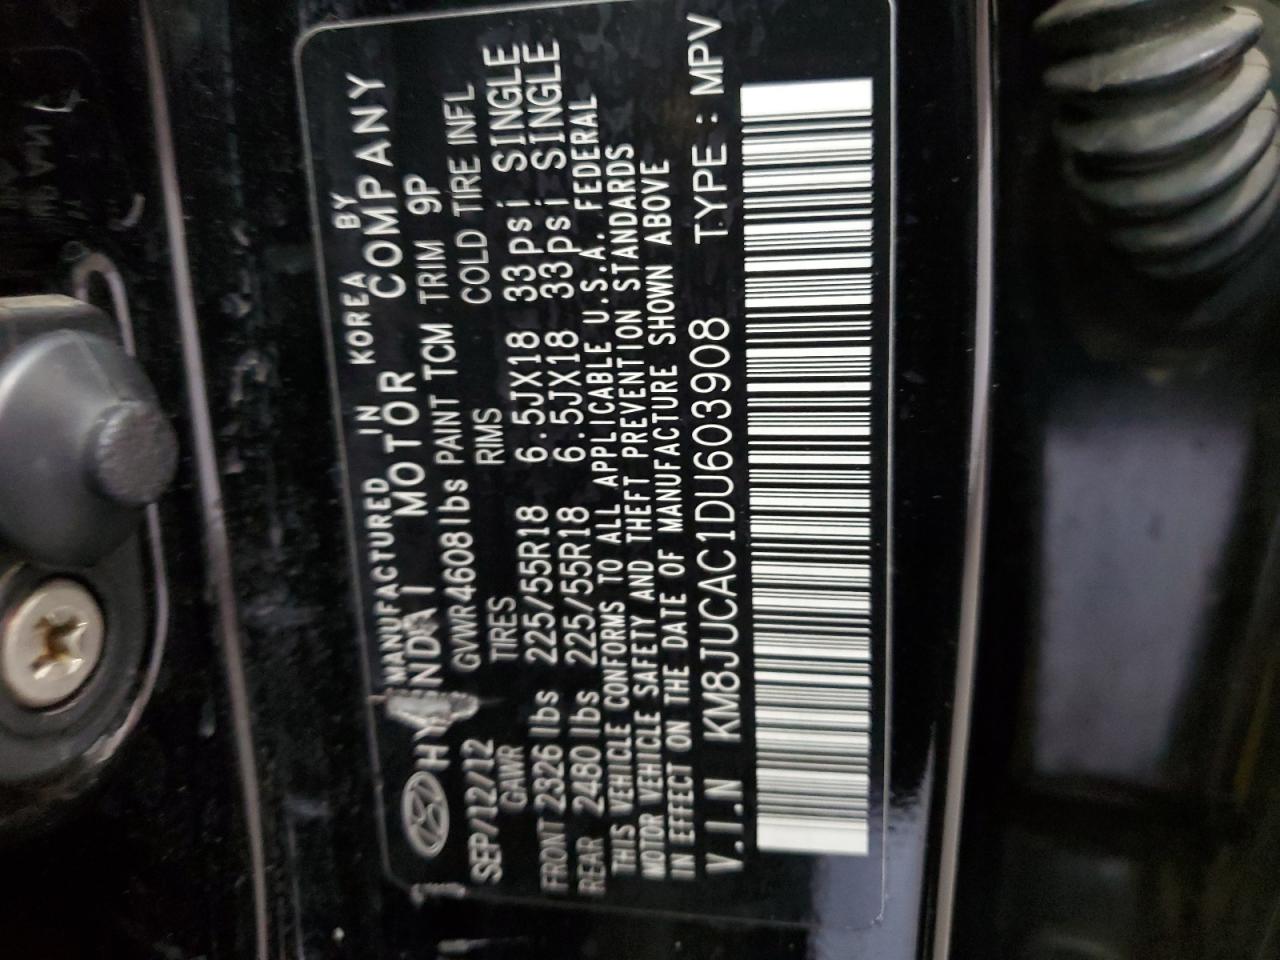 MANUFACTURED IN KOREA BY
HYUNDAI MOTOR COMPANY
SEP/12/12 GVWR4608lbs PAINT TCM TRIM 9P
GAWR TIRES RIMS COLD TIRE INFL
FRONT 2326 lbs 225/55R18 6.5JX18 33psi SINGLE
REAR 2480 lbs 225/55R18 6.5JX18 33psi SINGLE
THIS VEHICLE CONFORMS TO ALL APPLICABLE U.S.A. FEDERAL
MOTOR VEHICLE SAFETY AND THEFT PREVENTION STANDARDS
IN EFFECT ON THE DATE OF MANUFACTURE SHOWN ABOVE
V.I.N KM8JUCAC1DU603908 TYPE : MPV